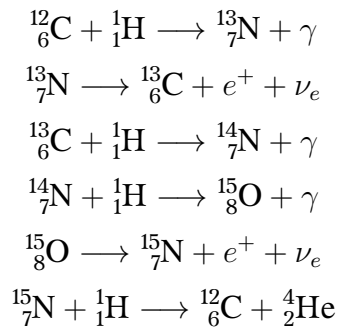 ¹²₆C + ¹₁H ⟶ ¹³₇N + γ
¹³₇N ⟶ ¹³₆C + e⁺ + νₑ
¹³₆C + ¹₁H ⟶ ¹⁴₇N + γ
¹⁴₇N + ¹₁H ⟶ ¹⁵₈O + γ
¹⁵₈O ⟶ ¹⁵₇N + e⁺ + νₑ
¹⁵₇N + ¹₁H ⟶ ¹²₆C + ⁴₂He